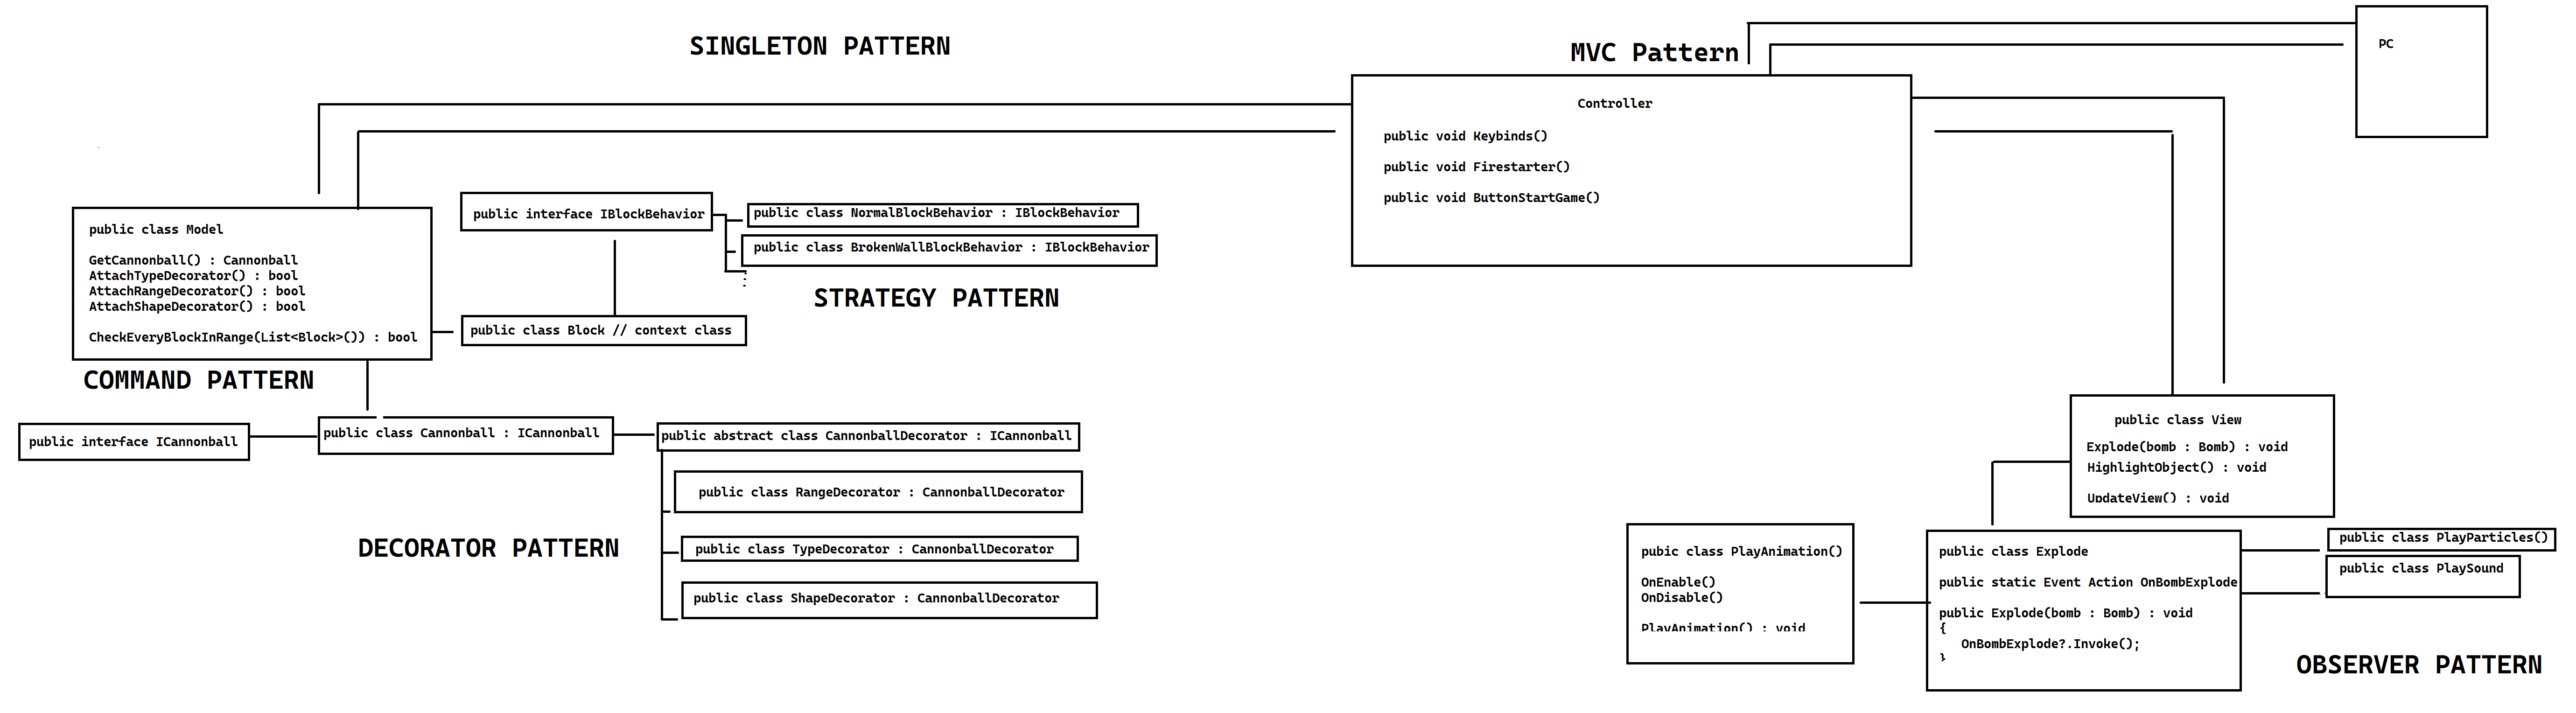 SINGLETON PATTERN
MVC Pattern
PC
Controller
public void Keybinds()
public void Firestarter()
public void ButtonStartGame()
public class Model
GetCannonball() : Cannonball
AttachTypeDecorator() : bool
AttachRangeDecorator() : bool
AttachShapeDecorator() : bool
CheckEveryBlockInRange(List<Block>()) : bool
public interface IBlockBehavior
public class NormalBlockBehavior : IBlockBehavior
public class BrokenWallBlockBehavior : IBlockBehavior
STRATEGY PATTERN
public class Block // context class
COMMAND PATTERN
public interface ICannonball
public class Cannonball : ICannonball
public abstract class CannonballDecorator : ICannonball
public class RangeDecorator : CannonballDecorator
public class TypeDecorator : CannonballDecorator
public class ShapeDecorator : CannonballDecorator
DECORATOR PATTERN
public class View
Explode(bomb : Bomb) : void
HighlightObject() : void
UpdateView() : void
pubic class PlayAnimation()
OnEnable()
OnDisable()
PlayAnimation() : void
public class Explode
public static Event Action OnBombExplode
public Explode(bomb : Bomb) : void
{
OnBombExplode?.Invoke();
}
public class PlayParticles()
public class PlaySound
OBSERVER PATTERN